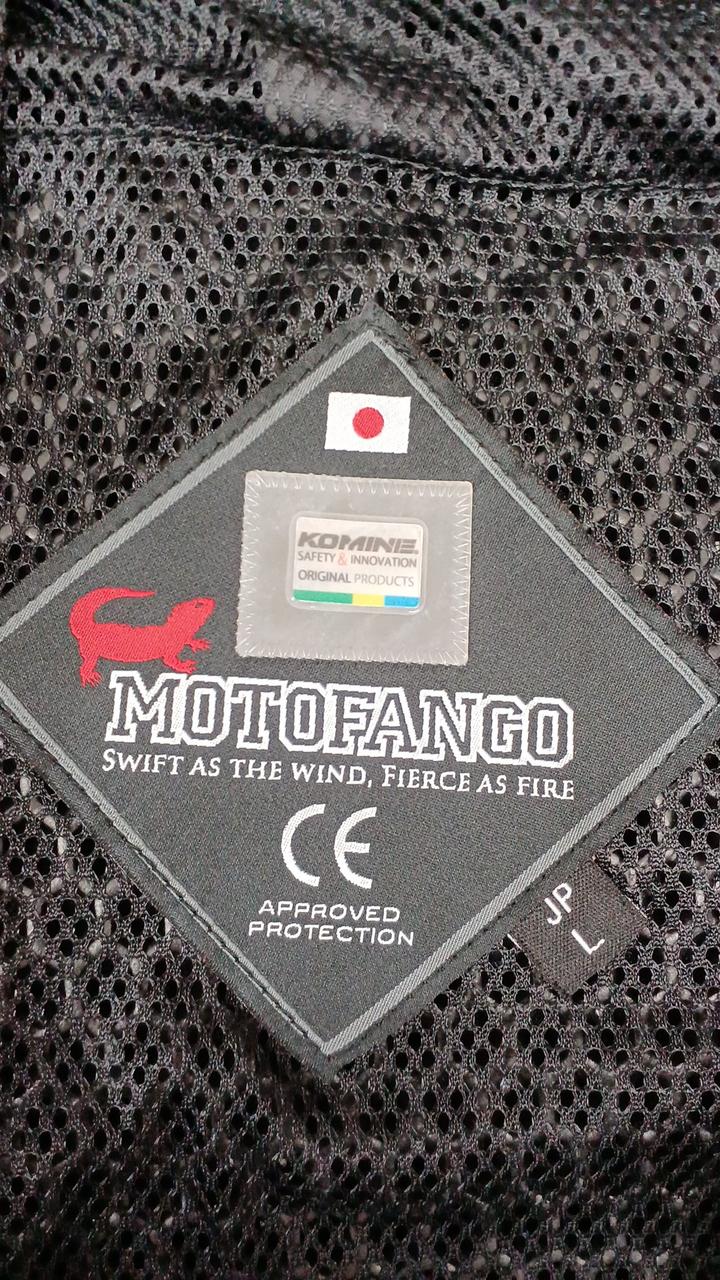 KOMINE
SAFETY & INNOVATION
ORIGINAL PRODUCTS
MOTOFANGO
SWIFT AS THE WIND, FIERCE AS FIRE
CE
APPROVED
PROTECTION
JP
L